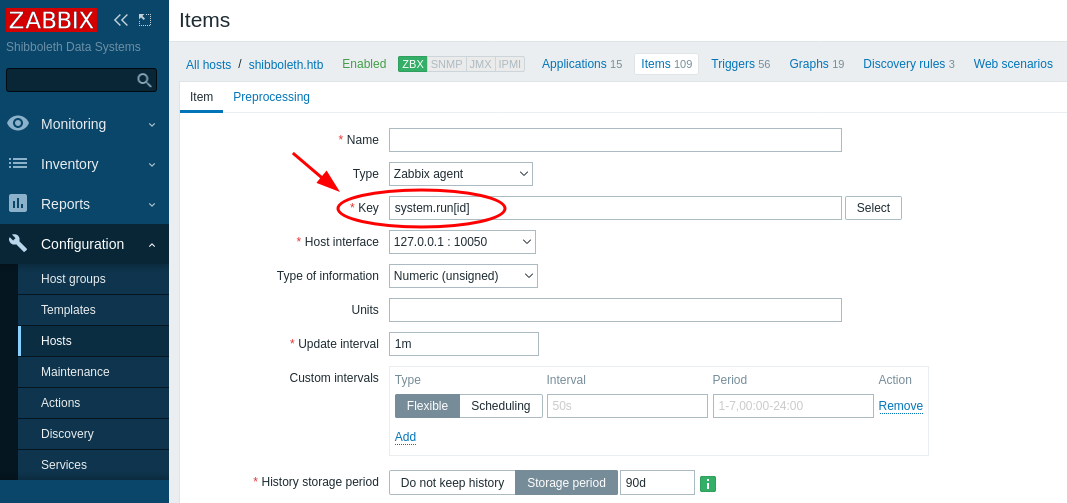 ZABBIX
Shibboleth Data Systems
Monitoring
Inventory
Reports
Configuration
Host groups
Templates
Hosts
Maintenance
Actions
Discovery
Services
Items
All hosts / shibboleth.htb Enabled ZBX SNMP JMX IPMI Applications 15 Items 109 Triggers 56 Graphs 19 Discovery rules 3 Web scenarios
Item Preprocessing
* Name
Type Zabbix agent
* Key system.run[id] Select
* Host interface 127.0.0.1 : 10050
Type of information Numeric (unsigned)
Units
* Update interval 1m
Custom intervals Type Interval Period Action
Flexible Scheduling 50s 1-7,00:00-24:00 Remove
Add
* History storage period Do not keep history Storage period 90d